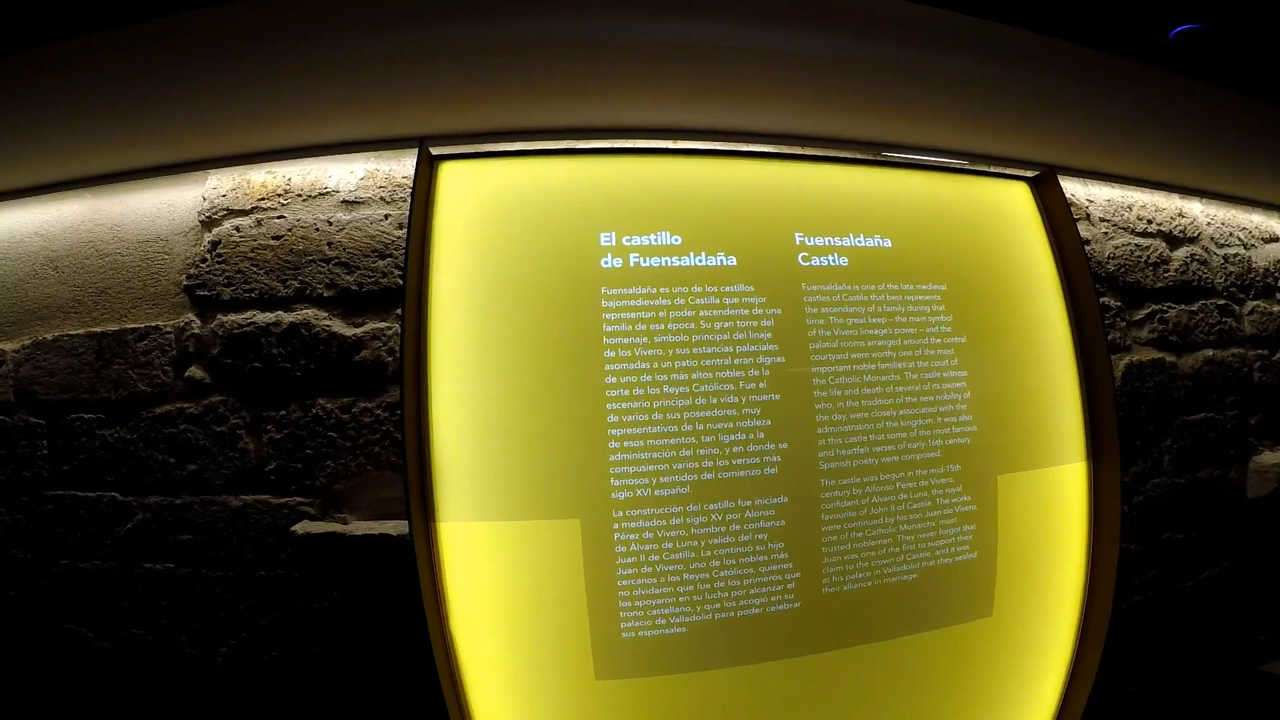 El castillo
de Fuensaldaña
Fuensaldaña es uno de los castillos
bajomedievales de Castilla que mejor
representan el poder ascendente de una
familia de esa época. Su gran torre del
homenaje, símbolo principal del linaje
de los Vivero, y sus estancias palaciales
asomadas a un patio central eran dignas
de uno de los más altos nobles de la
corte de los Reyes Católicos. Fue el
escenario principal de la vida y muerte
de varios de sus poseedores, muy
representativos de la nueva nobleza
de esos momentos, tan ligada a la
administración del reino, y en donde se
compusieron varios de los versos más
famosos y sentidos del comienzo del
siglo XVI español.
La construcción del castillo fue iniciada
a mediados del siglo XV por Alonso
Pérez de Vivero, hombre de confianza
de Álvaro de Luna y valido del rey
Juan II de Castilla. La continuó su hijo
Juan de Vivero, uno de los nobles más
cercanos a los Reyes Católicos, quienes
no olvidaron que fue de los primeros que
los apoyaron en su lucha por alcanzar el
trono castellano, y que los acogió en su
palacio de Valladolid para poder celebrar
sus esponsales.
Fuensaldaña
Castle
Fuensaldaña is one of the late medieval
castles of Castile that best represents
the ascendancy of a family during that
time. The great keep – the main symbol
of the Vivero lineage's power – and the
palatial rooms arranged around the central
courtyard were worthy one of the most
important noble families at the court of
the Catholic Monarchs. The castle witness
the life and death of several of its owners
who, in the tradition of the new nobility of
the day, were closely associated with the
administration of the kingdom. It was also
at this castle that some of the most famous
and heartfelt verses of early-16th century
Spanish poetry were composed.
The castle was begun in the mid-15th
century by Alfonso Pérez de Vivero,
confidant of Álvaro de Luna, the royal
favourite of John II of Castile. The works
were continued by his son Juan de Vivero,
one of the Catholic Monarchs' most
trusted noblemen. They never forgot that
Juan was one of the first to support their
claim to the crown of Castile, and it was
at his palace in Valladolid that they sealed
their alliance in marriage.